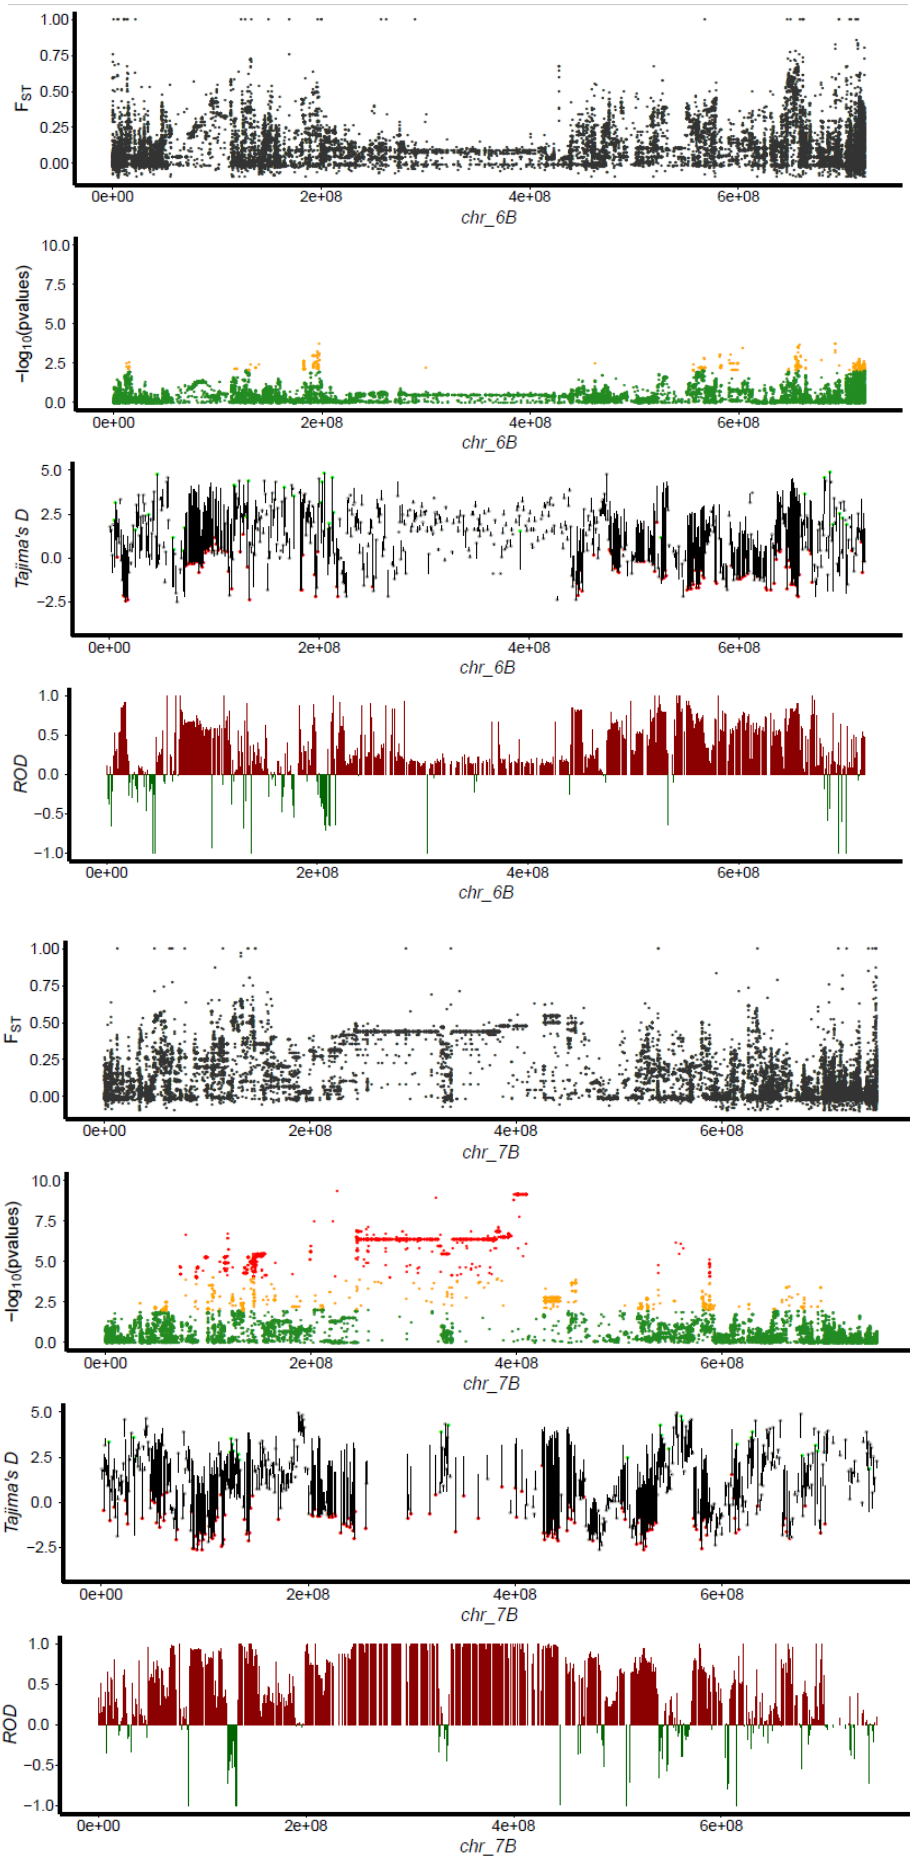 1.00
0.75
0.50
0.25
0.00
FST
0e+00 2e+08 4e+08 6e+08
chr_6B
10.0
7.5
5.0
2.5
0.0
−log10(pvalues)
0e+00 2e+08 4e+08 6e+08
chr_6B
5.0
2.5
0.0
−2.5
Tajima's D
0e+00 2e+08 4e+08 6e+08
chr_6B
1.0
0.5
0.0
−0.5
−1.0
ROD
0e+00 2e+08 4e+08 6e+08
chr_6B
1.00
0.75
0.50
0.25
0.00
FST
0e+00 2e+08 4e+08 6e+08
chr_7B
10.0
7.5
5.0
2.5
0.0
−log10(pvalues)
0e+00 2e+08 4e+08 6e+08
chr_7B
5.0
2.5
0.0
−2.5
Tajima's D
0e+00 2e+08 4e+08 6e+08
chr_7B
1.0
0.5
0.0
−0.5
−1.0
ROD
0e+00 2e+08 4e+08 6e+08
chr_7B